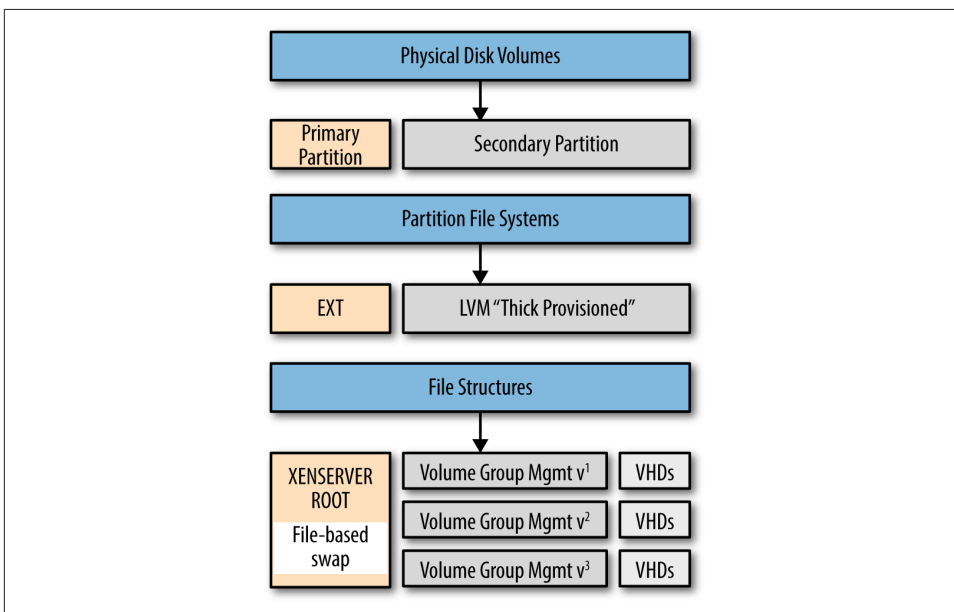 Physical Disk Volumes
Primary
Partition
Secondary Partition
Partition File Systems
EXT
LVM “Thick Provisioned”
File Structures
XENSERVER
ROOT
File-based
swap
Volume Group Mgmt v¹
VHDs
Volume Group Mgmt v²
VHDs
Volume Group Mgmt v³
VHDs